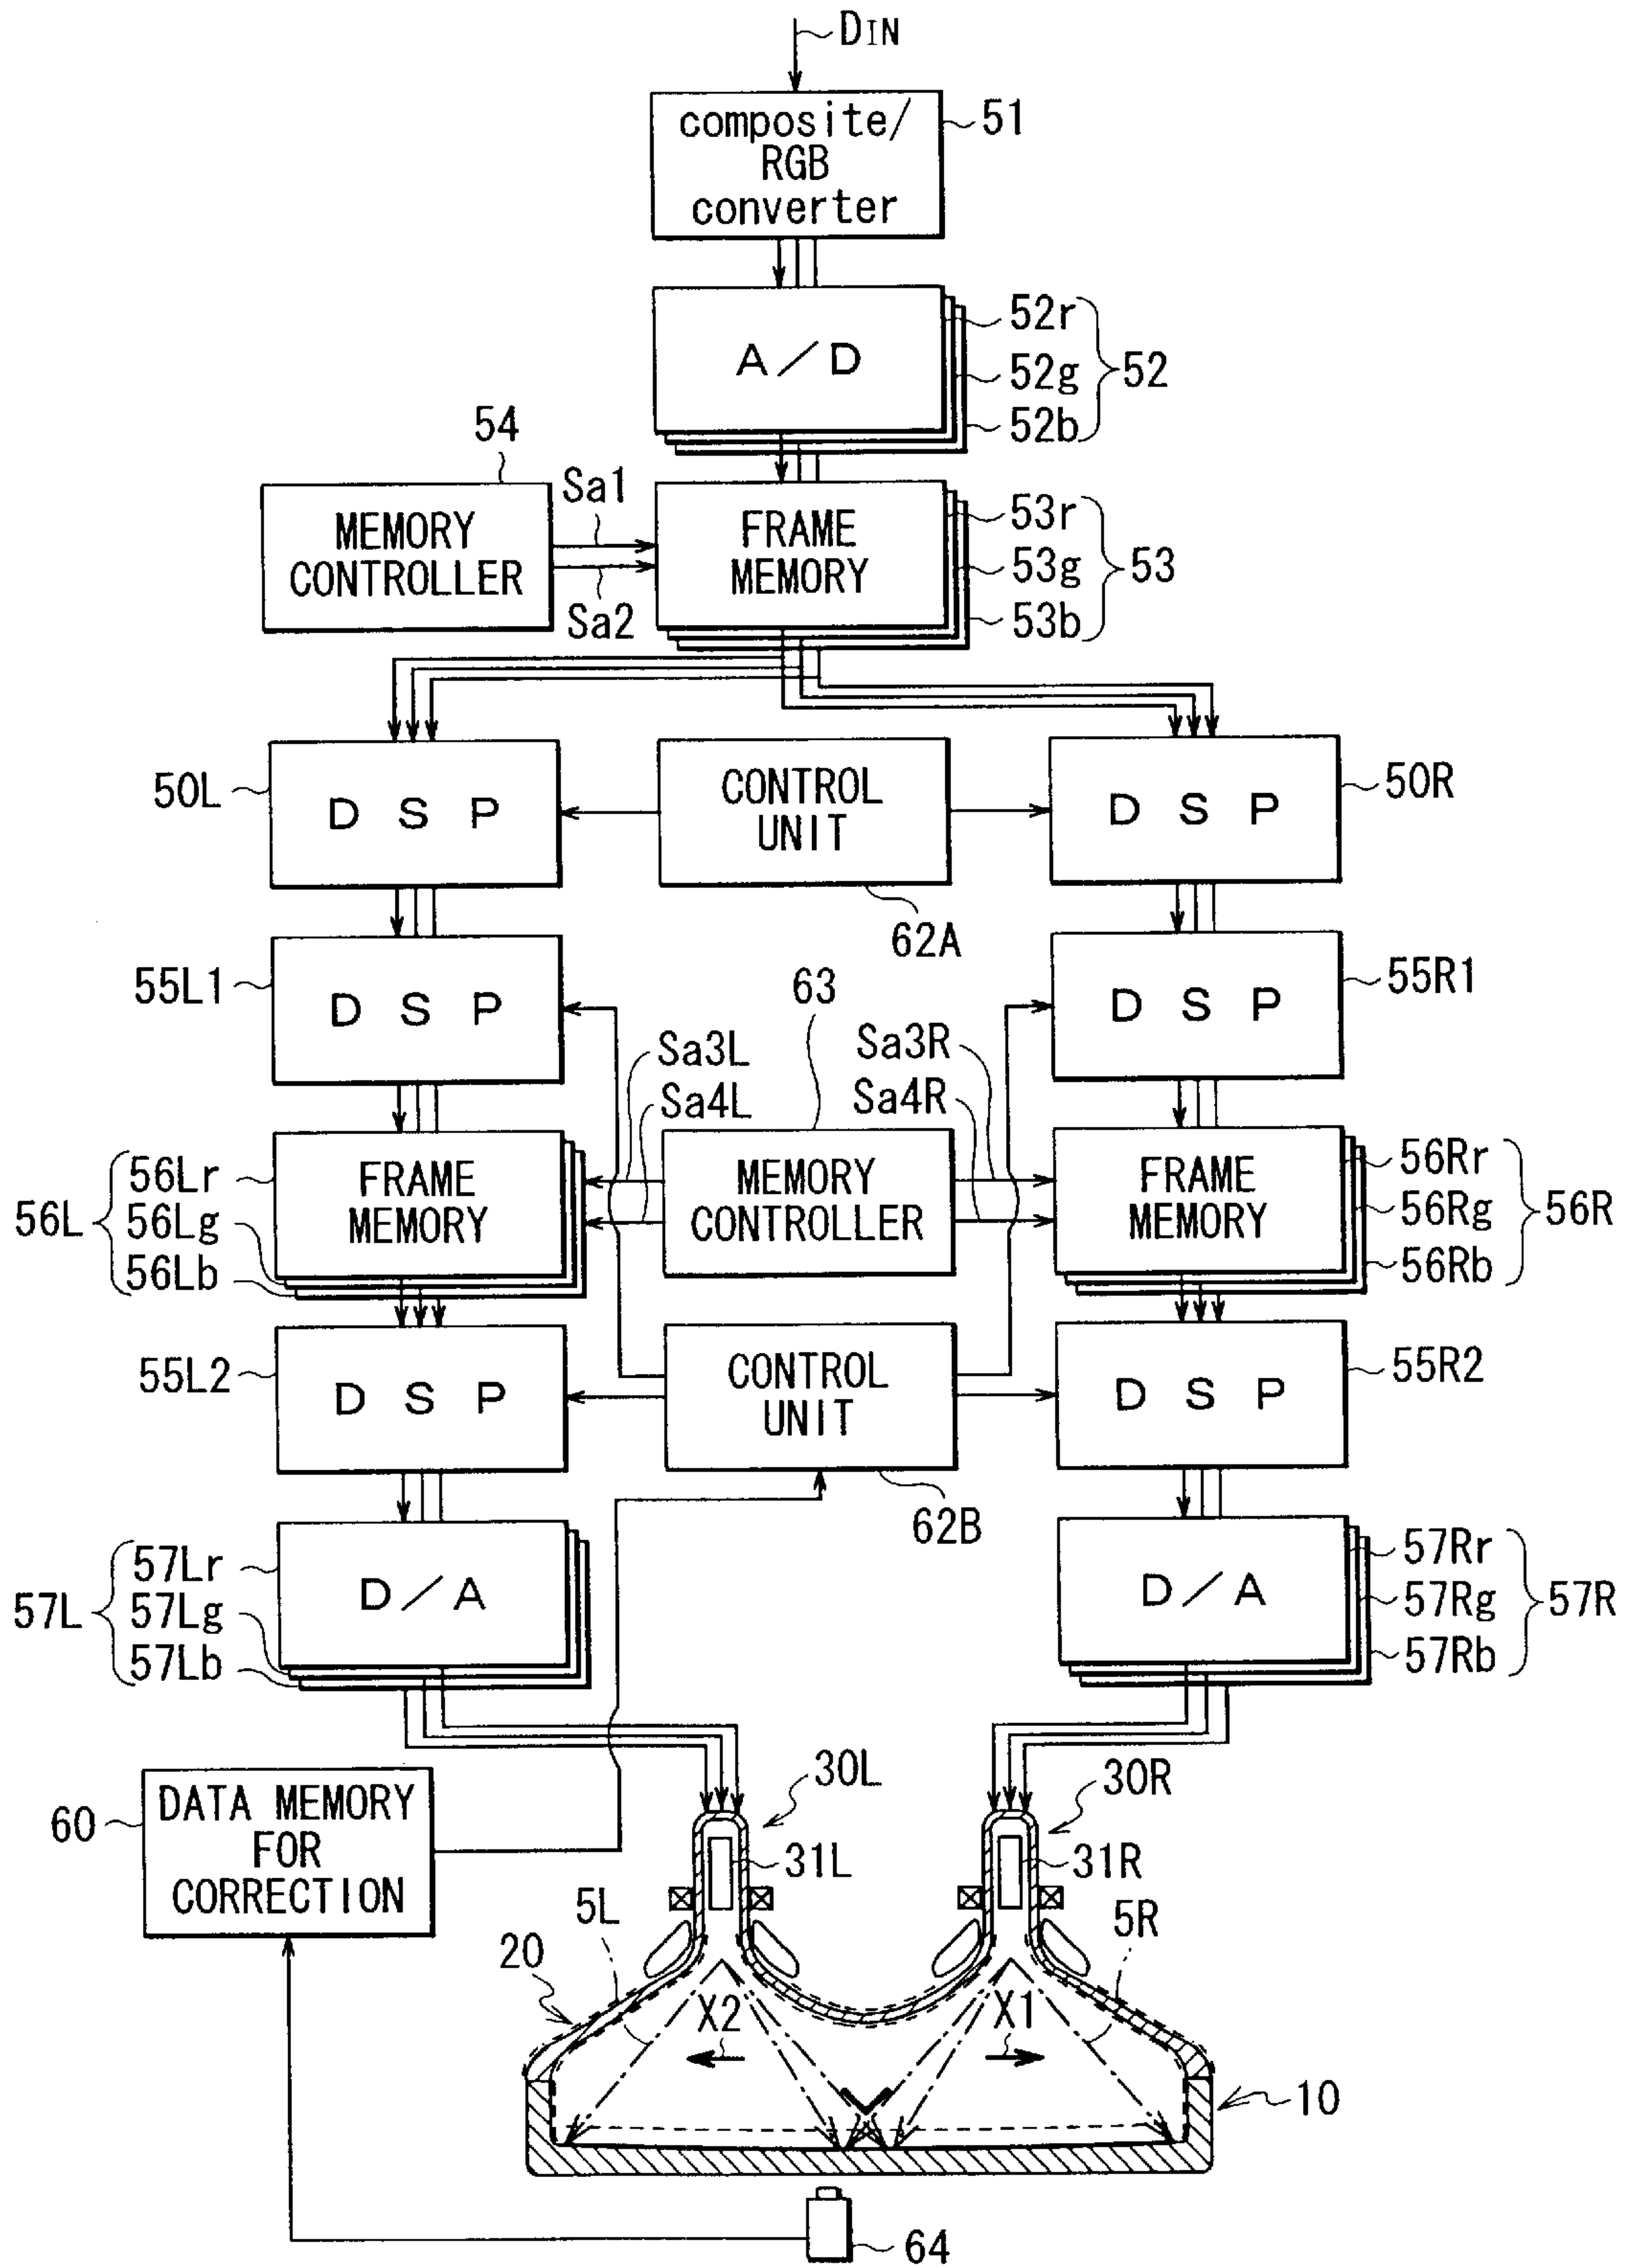 DIN
composite/
RGB
converter
51
A/D
52r
52g
52b
52
54
MEMORY
CONTROLLER
Sa1
Sa2
FRAME
MEMORY
53r
53g
53b
53
50L
D S P
CONTROL
UNIT
62A
D S P
50R
55L1
D S P
63
D S P
55R1
Sa3L
Sa4L
Sa3R
Sa4R
56L
56Lr
56Lg
56Lb
FRAME
MEMORY
MEMORY
CONTROLLER
FRAME
MEMORY
56Rr
56Rg
56Rb
56R
55L2
D S P
CONTROL
UNIT
62B
D S P
55R2
57L
57Lr
57Lg
57Lb
D/A
D/A
57Rr
57Rg
57Rb
57R
60
DATA MEMORY
FOR
CORRECTION
30L
30R
31L
31R
5L
5R
20
X2
X1
10
64